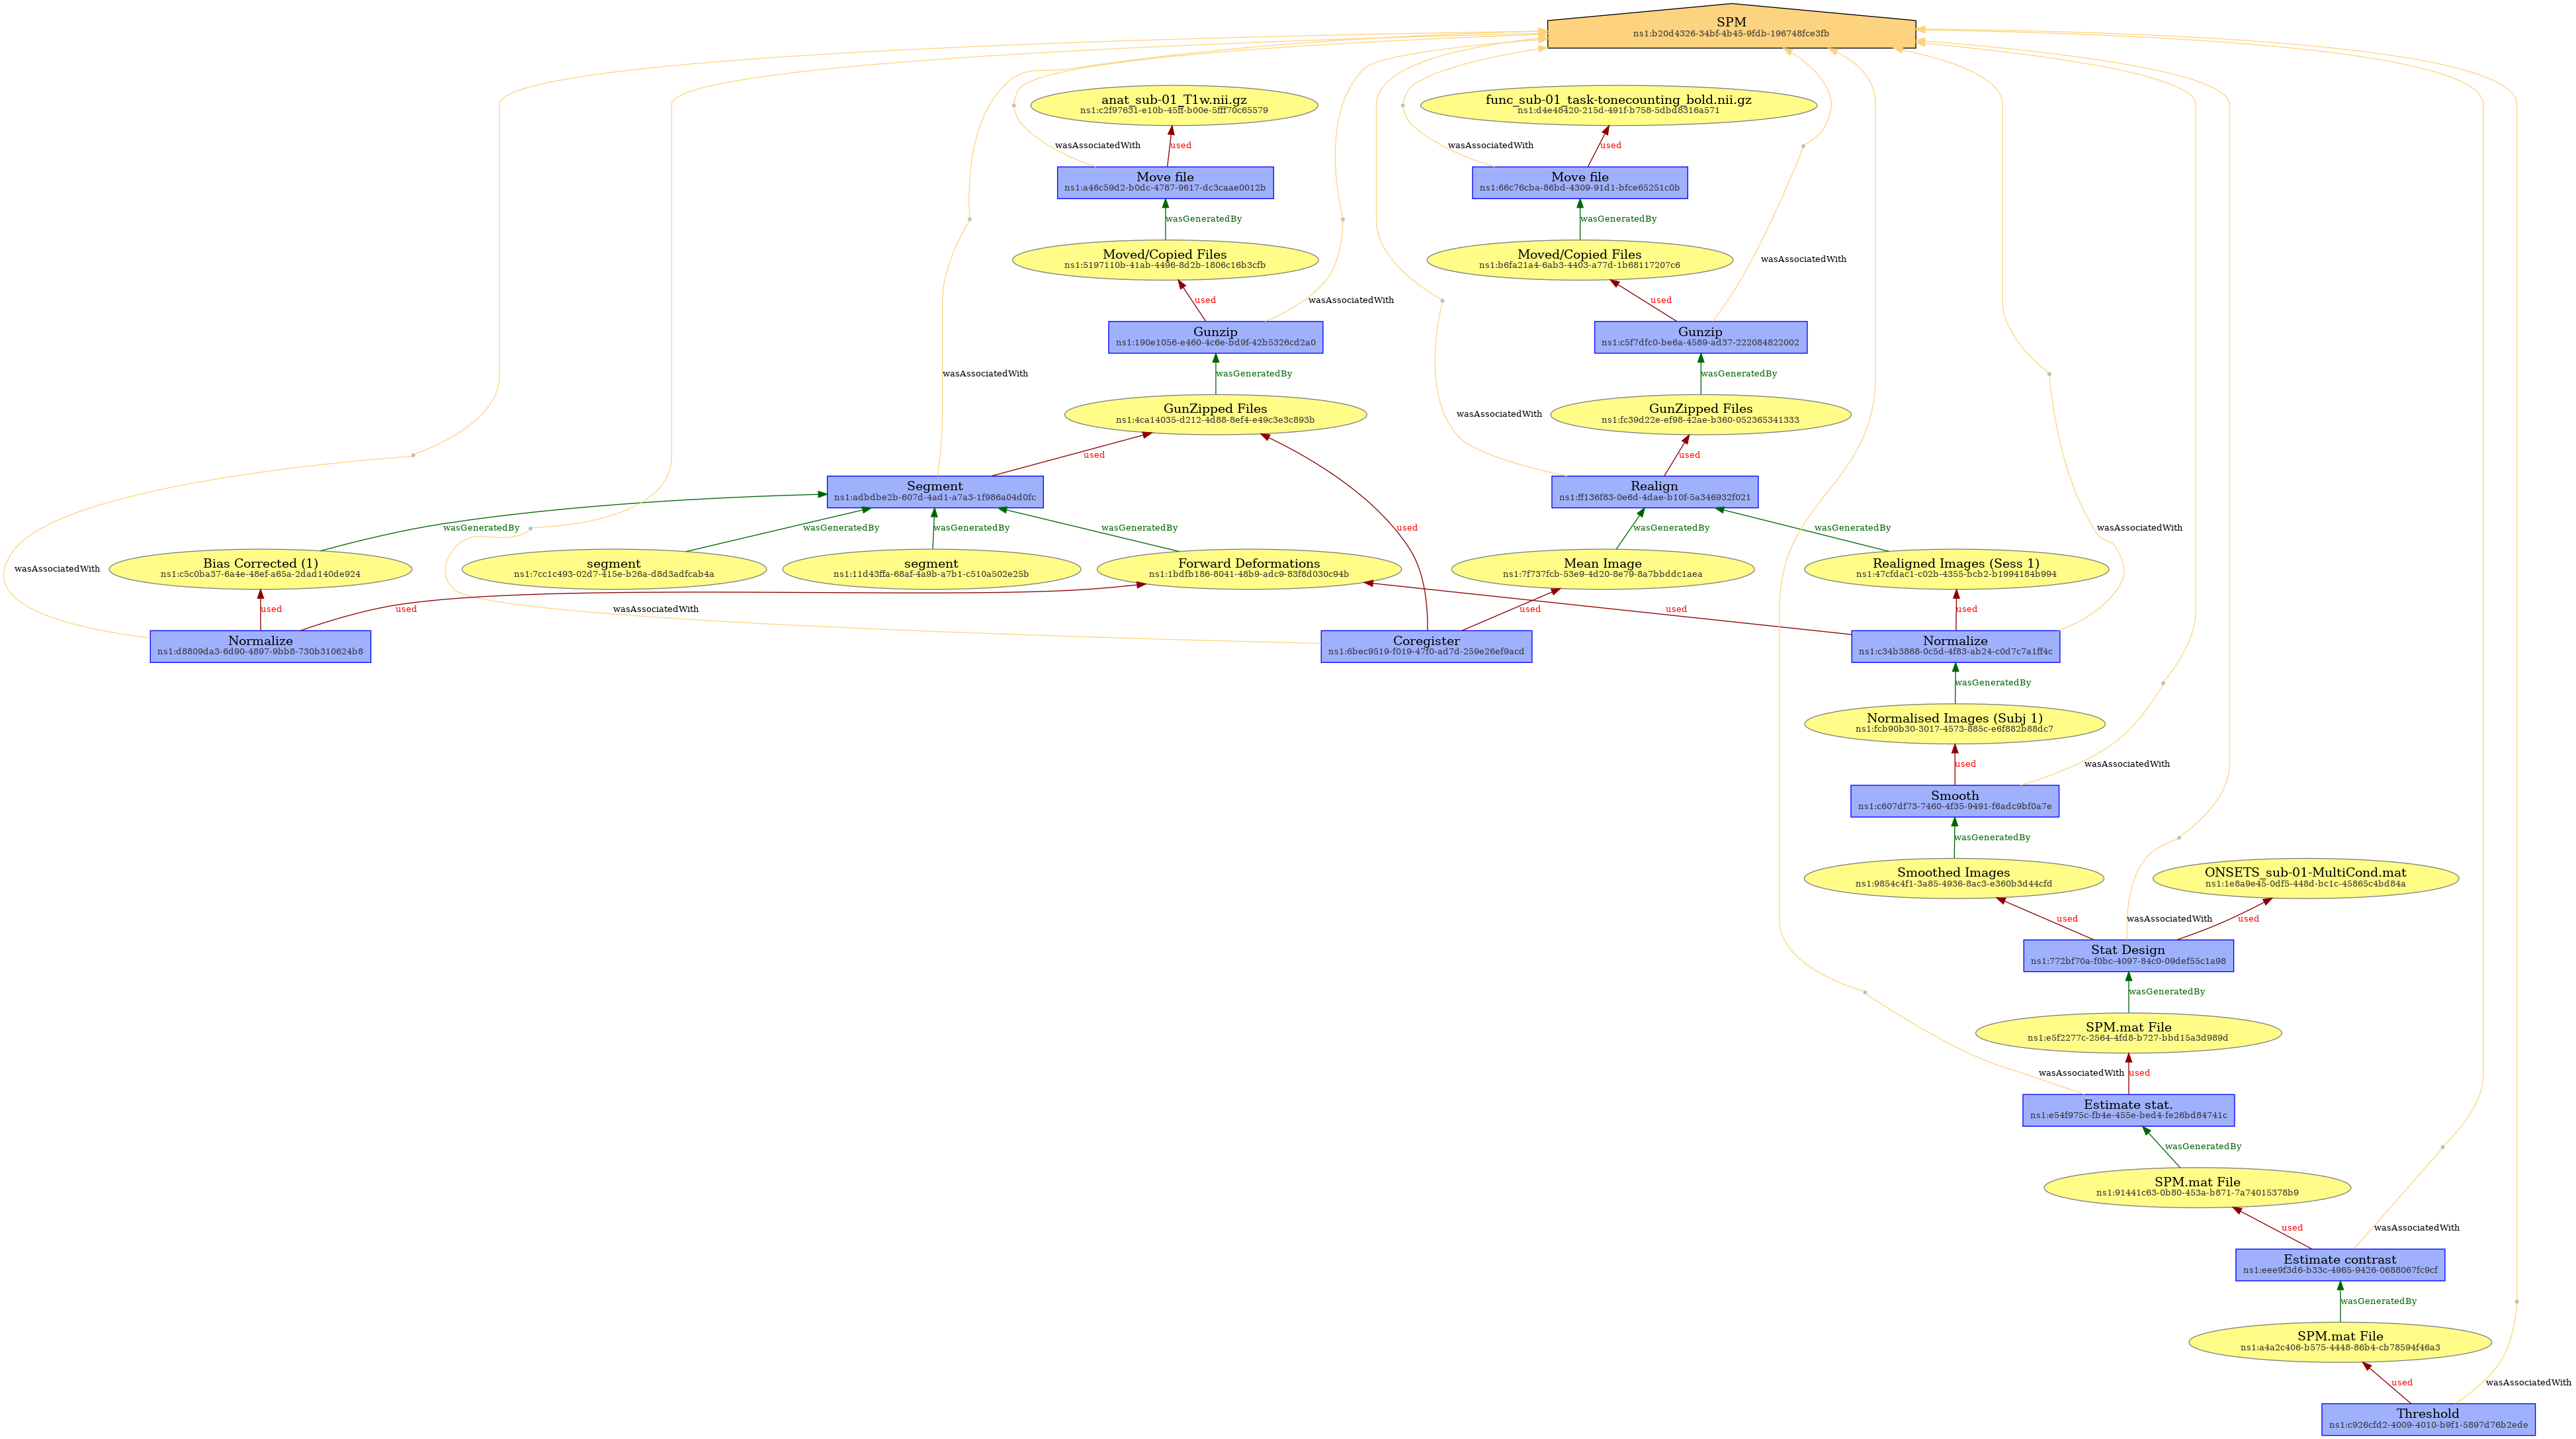 SPM
ns1:b20d4326-34bf-4b45-9fdb-196748fce3fb
anat_sub-01_T1w.nii.gz
ns1:c2f97631-e10b-45ff-b00e-5fff70c65579
func_sub-01_task-tonecounting_bold.nii.gz
ns1:d4e48420-215d-491f-b758-5dbd8316a571
wasAssociatedWith
used
wasAssociatedWith
used
Move file
ns1:a46c59d2-b0dc-4787-9617-dc3caae0012b
Move file
ns1:66c76cba-86bd-4309-91d1-bfce65251c0b
wasGeneratedBy
wasGeneratedBy
Moved/Copied Files
ns1:5197110b-41ab-4496-8d2b-1806c16b3cfb
Moved/Copied Files
ns1:b6fa21a4-6ab3-4403-a77d-1b68117207c6
wasAssociatedWith
used
wasAssociatedWith
used
Gunzip
ns1:190e1056-e460-4c6e-bd9f-42b5326cd2a0
Gunzip
ns1:c5f7dfc0-be6a-4589-ad37-222084822002
wasAssociatedWith
wasGeneratedBy
wasGeneratedBy
GunZipped Files
ns1:4ca14035-d212-4d88-8ef4-e49c3e3c893b
GunZipped Files
ns1:fc39d22e-ef98-42ae-b360-052365341333
wasAssociatedWith
used
used
Segment
ns1:adbdbe2b-607d-4ad1-a7a3-1f986a04d0fc
Realign
ns1:ff136f83-0e6d-4dae-b10f-5a346932f021
wasGeneratedBy
wasGeneratedBy
wasGeneratedBy
wasGeneratedBy
used
wasGeneratedBy
wasGeneratedBy
wasAssociatedWith
Bias Corrected (1)
ns1:c5c0ba37-6a4e-48ef-a65a-2dad140de924
segment
ns1:7cc1c493-02d7-415e-b26a-d8d3adfcab4a
segment
ns1:11d43ffa-68af-4a9b-a7b1-c510a502e25b
Forward Deformations
ns1:1bdfb186-8041-48b9-adc9-83f8d030c94b
Mean Image
ns1:7f737fcb-53e9-4d20-8e79-8a7bbddc1aea
Realigned Images (Sess 1)
ns1:47cfdac1-c02b-4355-bcb2-b1994184b994
wasAssociatedWith
used
used
wasAssociatedWith
used
used
used
Normalize
ns1:d8809da3-6d90-4897-9bb8-730b310624b8
Coregister
ns1:6bec9519-f019-47f0-ad7d-259e26ef9acd
Normalize
ns1:c34b3868-0c5d-4f83-ab24-c0d7c7a1ff4c
wasGeneratedBy
Normalised Images (Subj 1)
ns1:fcb90b30-3017-4573-885c-e6f882b88dc7
used
wasAssociatedWith
Smooth
ns1:c607df73-7460-4f35-9491-f6adc9bf0a7e
wasGeneratedBy
Smoothed Images
ns1:9854c4f1-3a85-4936-8ac3-e360b3d44cfd
ONSETS_sub-01-MultiCond.mat
ns1:1e8a9e45-0df5-448d-bc1c-45865c4bd84a
used
wasAssociatedWith
used
Stat Design
ns1:772bf70a-f0bc-4097-84c0-09def55c1a98
wasGeneratedBy
SPM.mat File
ns1:e5f2277c-2564-4fd8-b727-bbd15a3d989d
wasAssociatedWith
used
Estimate stat.
ns1:e54f975c-fb4e-455e-bed4-fe26bd84741c
wasGeneratedBy
SPM.mat File
ns1:91441c63-0b80-453a-b871-7a74015378b9
used
wasAssociatedWith
Estimate contrast
ns1:eee9f3d6-b33c-4965-9426-0688067fc9cf
wasGeneratedBy
SPM.mat File
ns1:a4a2c406-b575-4448-86b4-cb78594f46a3
used
wasAssociatedWith
Threshold
ns1:c926cfd2-4009-4010-b9f1-5897d76b2ede